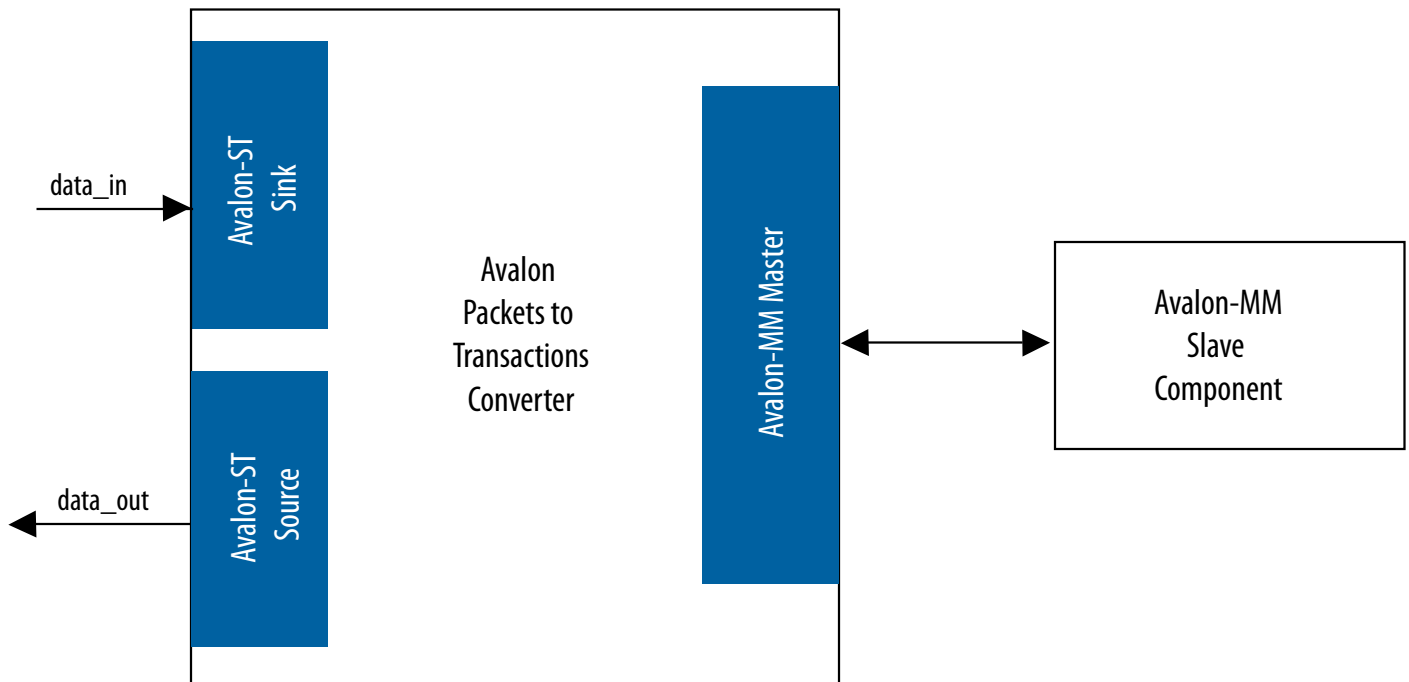 data_in
Avalon-ST
Sink
Avalon
Packets to
Transactions
Converter
Avalon-MM Master
Avalon-MM
Slave
Component
data_out
Avalon-ST
Source